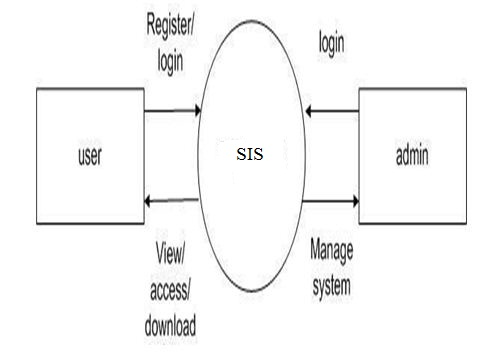 Register/
login
login
user
SIS
admin
View/
access/
download
Manage
system